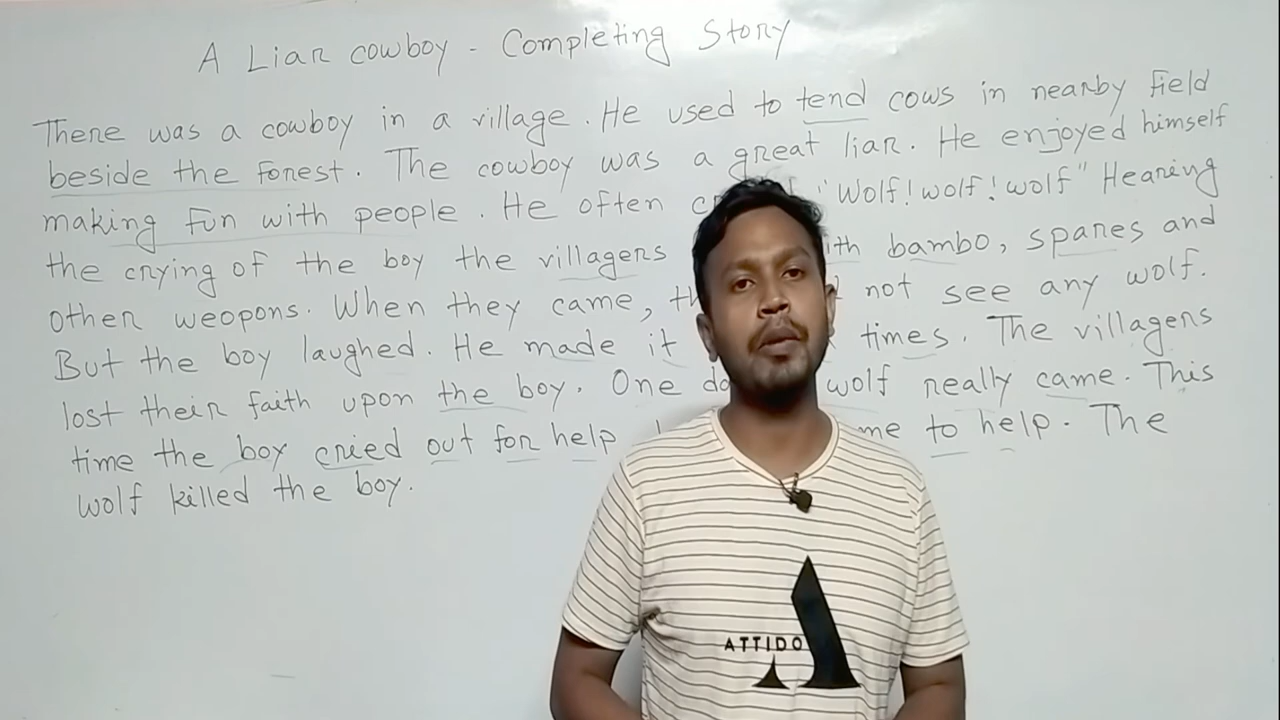 A Liar cowboy - Completing Story
There was a cowboy in a village. He used to tend cows in nearby field
beside the Forest. The cowboy was a great liar. He enjoyed himself
making fun with people. He often "Wolf! wolf! wolf" Hearing
the crying of the boy the villagers bambo, spares and
other weopons. When they came, not see any wolf.
But the boy laughed. He made it times. The villagers
lost their faith upon the boy. One wolf really came. This
time the boy cried out for help to help. The
wolf killed the boy.
ATTIDO
A